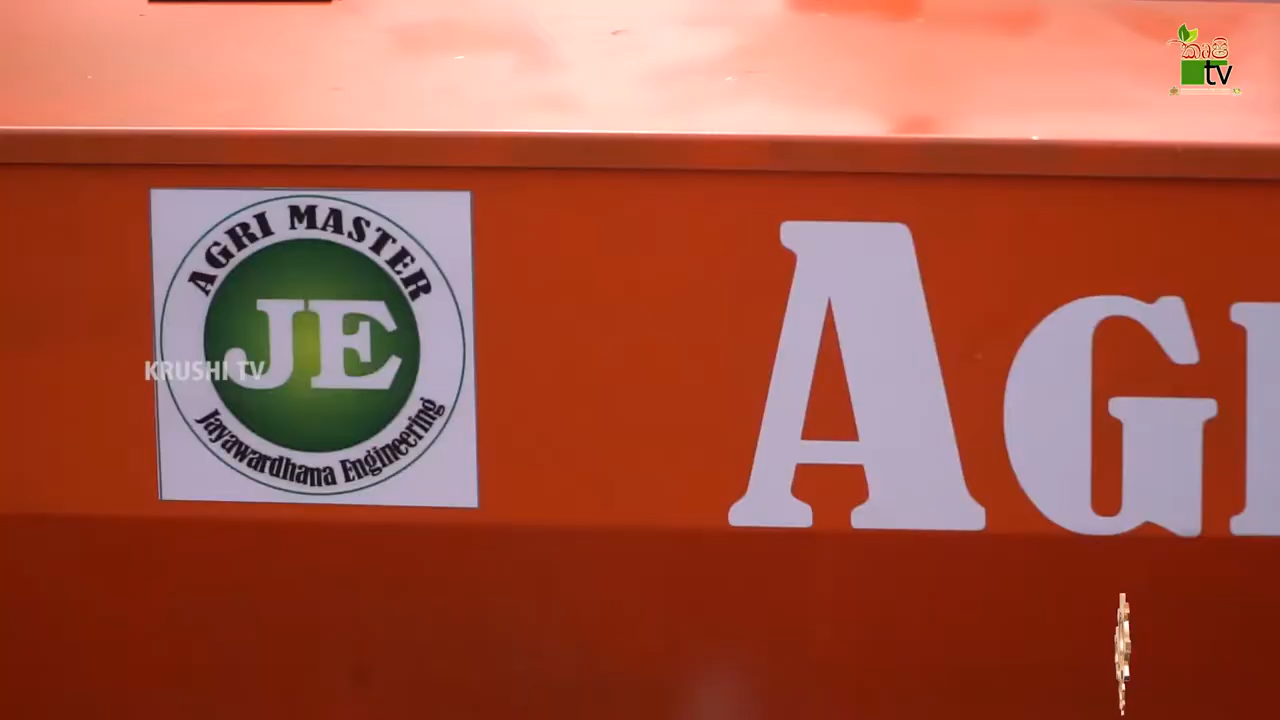 කෘෂි
tv
AGRI MASTER
JE
KRUSHI TV
Jayawardhana Engineering
AG